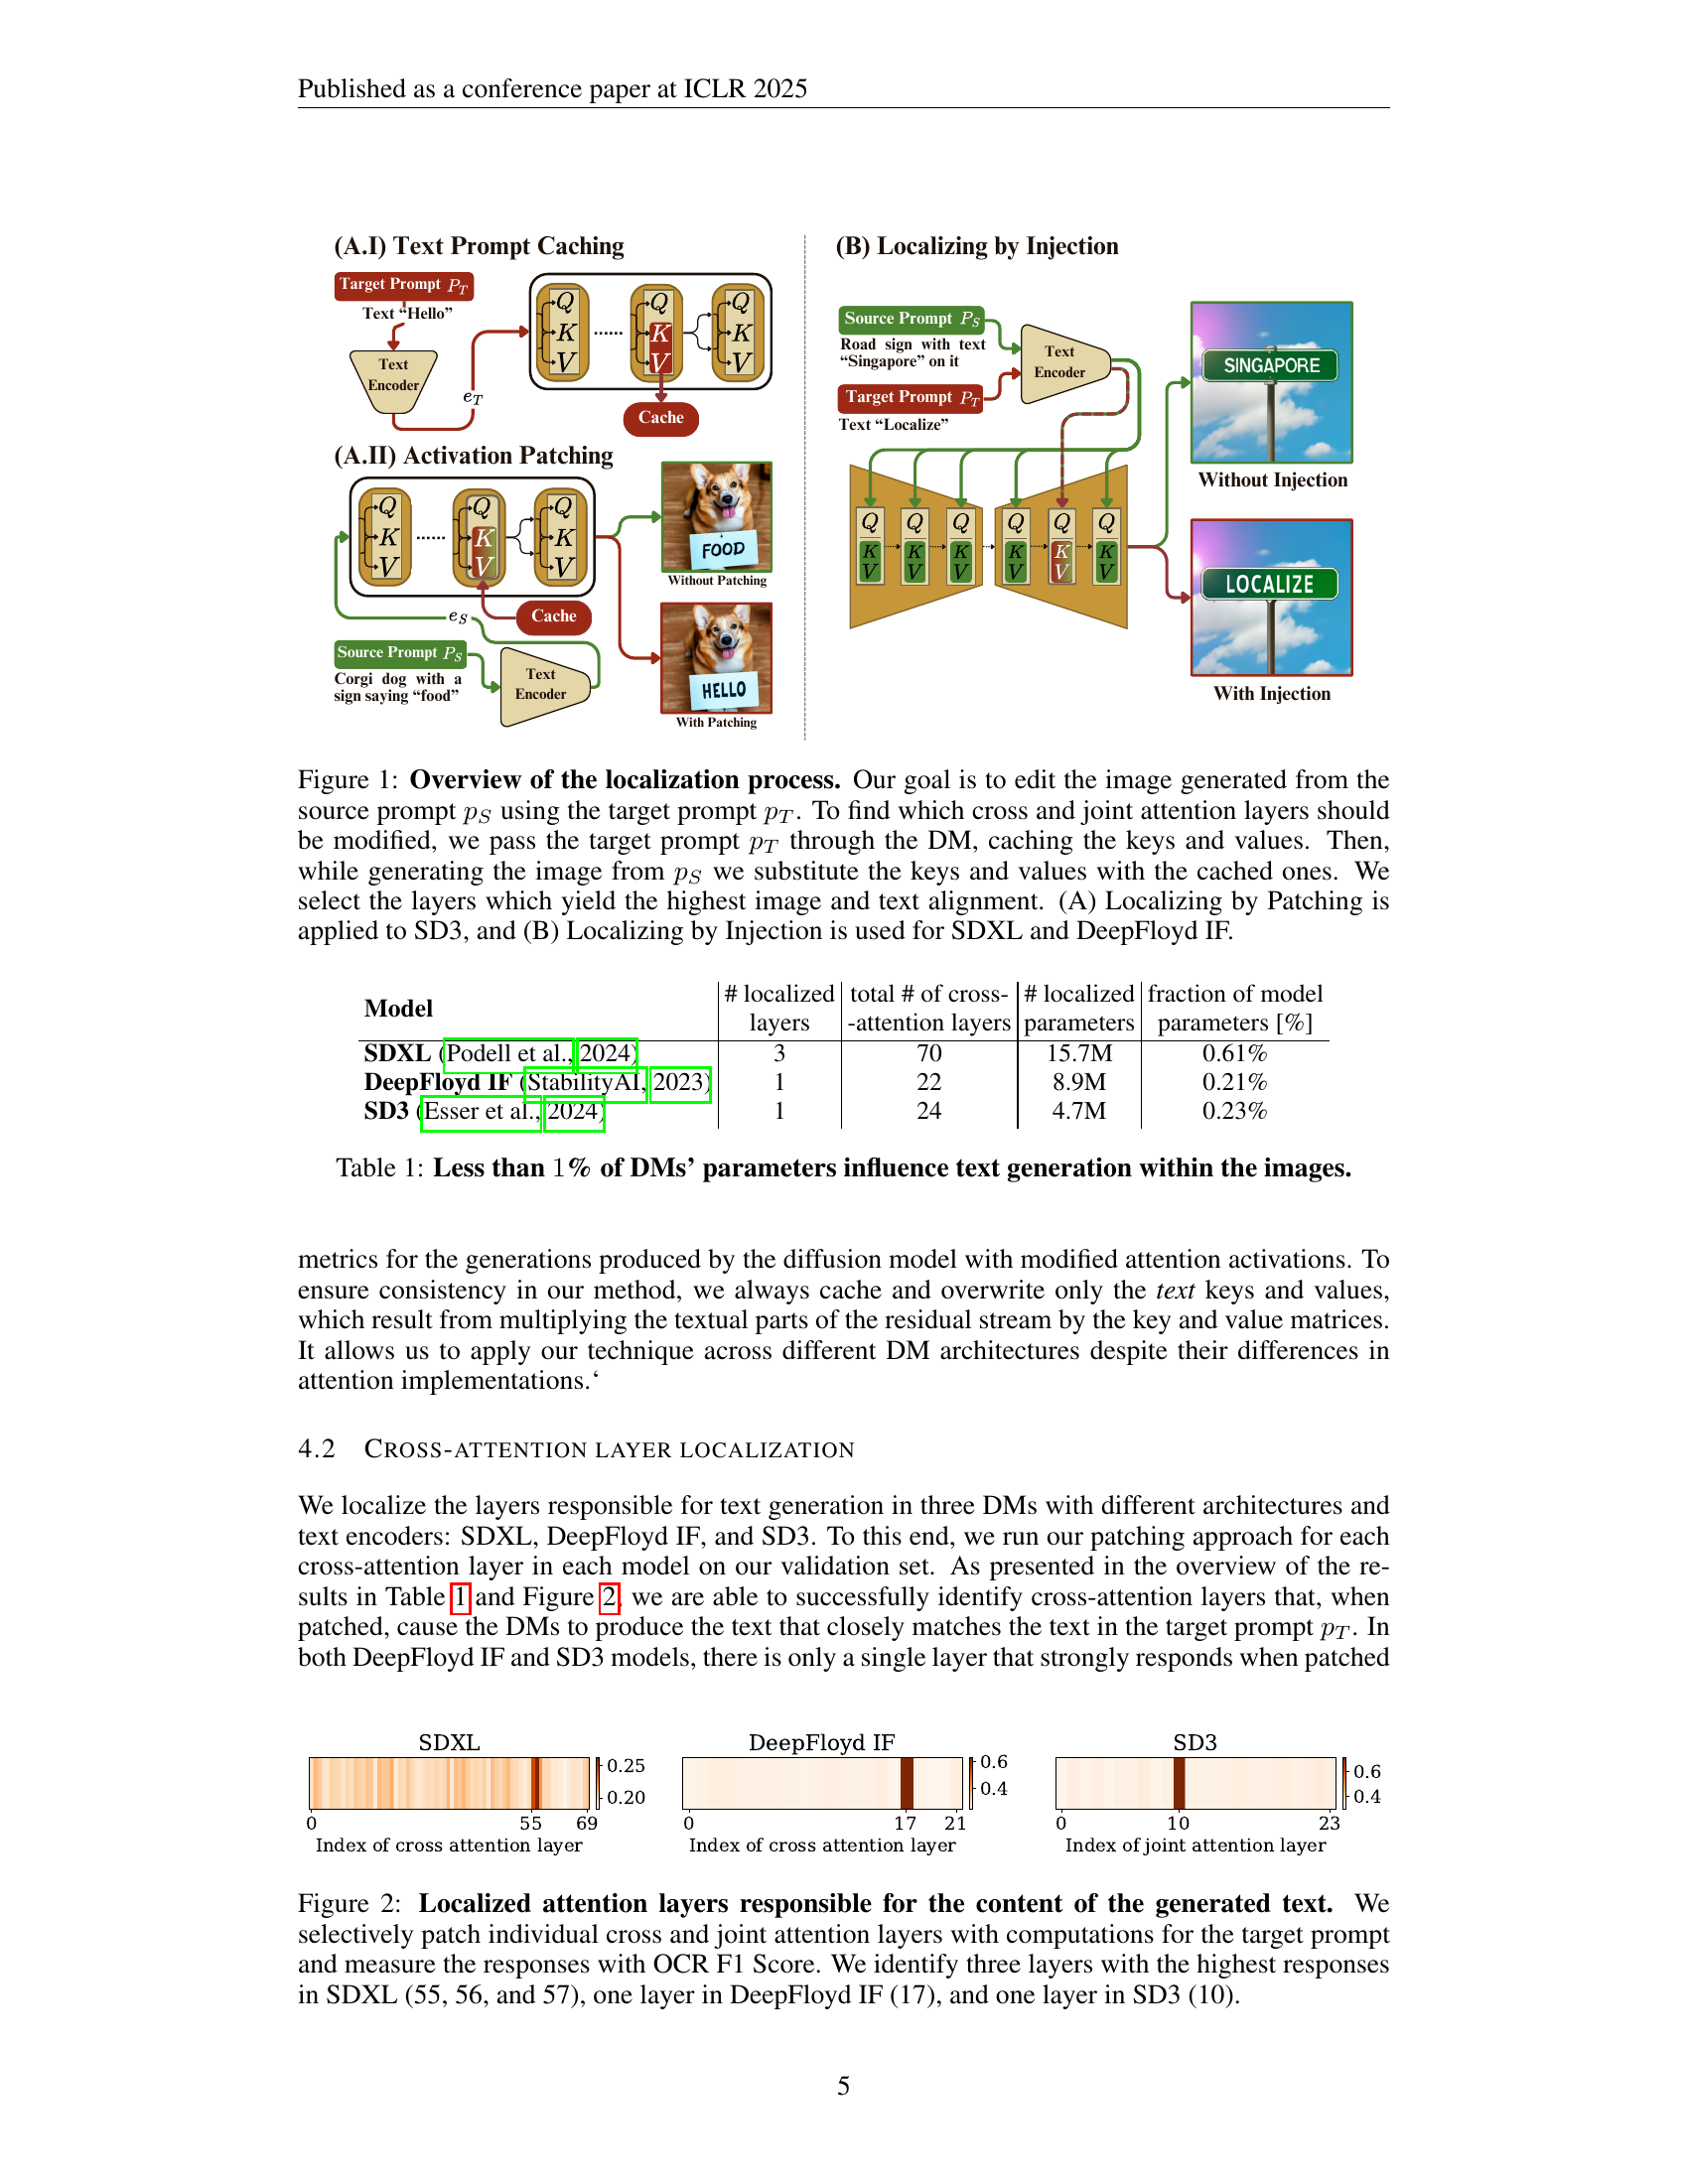 Published as a conference paper at ICLR 2025
(A.I) Text Prompt Caching
Target Prompt P_T
Text “Hello”
Text
Encoder
e_T
Q
K
V
......
Q
K
V
Q
K
V
Cache
(A.II) Activation Patching
Q
K
V
......
Q
K
V
Q
K
V
FOOD
Without Patching
Cache
e_S
Source Prompt P_S
Corgi dog with a
sign saying “food”
Text
Encoder
HELLO
With Patching
(B) Localizing by Injection
Source Prompt P_S
Road sign with text
“Singapore” on it
Target Prompt P_T
Text “Localize”
Text
Encoder
SINGAPORE
Without Injection
Q
K
V
Q
K
V
Q
K
V
Q
K
V
Q
K
V
Q
K
V
LOCALIZE
With Injection
Figure 1: Overview of the localization process. Our goal is to edit the image generated from the
source prompt p_S using the target prompt p_T. To find which cross and joint attention layers should
be modified, we pass the target prompt p_T through the DM, caching the keys and values. Then,
while generating the image from p_S we substitute the keys and values with the cached ones. We
select the layers which yield the highest image and text alignment. (A) Localizing by Patching is
applied to SD3, and (B) Localizing by Injection is used for SDXL and DeepFloyd IF.
Model # localized layers total # of cross- -attention layers # localized parameters fraction of model parameters [%]
SDXL (Podell et al., 2024) 3 70 15.7M 0.61%
DeepFloyd IF (StabilityAI, 2023) 1 22 8.9M 0.21%
SD3 (Esser et al., 2024) 1 24 4.7M 0.23%
Table 1: Less than 1% of DMs’ parameters influence text generation within the images.
metrics for the generations produced by the diffusion model with modified attention activations. To
ensure consistency in our method, we always cache and overwrite only the text keys and values,
which result from multiplying the textual parts of the residual stream by the key and value matrices.
It allows us to apply our technique across different DM architectures despite their differences in
attention implementations.‘
4.2 CROSS-ATTENTION LAYER LOCALIZATION
We localize the layers responsible for text generation in three DMs with different architectures and
text encoders: SDXL, DeepFloyd IF, and SD3. To this end, we run our patching approach for each
cross-attention layer in each model on our validation set. As presented in the overview of the re-
sults in Table 1 and Figure 2, we are able to successfully identify cross-attention layers that, when
patched, cause the DMs to produce the text that closely matches the text in the target prompt p_T. In
both DeepFloyd IF and SD3 models, there is only a single layer that strongly responds when patched
SDXL
0.25
0.20
0 55 69
Index of cross attention layer
DeepFloyd IF
0.6
0.4
0 17 21
Index of cross attention layer
SD3
0.6
0.4
0 10 23
Index of joint attention layer
Figure 2: Localized attention layers responsible for the content of the generated text. We
selectively patch individual cross and joint attention layers with computations for the target prompt
and measure the responses with OCR F1 Score. We identify three layers with the highest responses
in SDXL (55, 56, and 57), one layer in DeepFloyd IF (17), and one layer in SD3 (10).
5